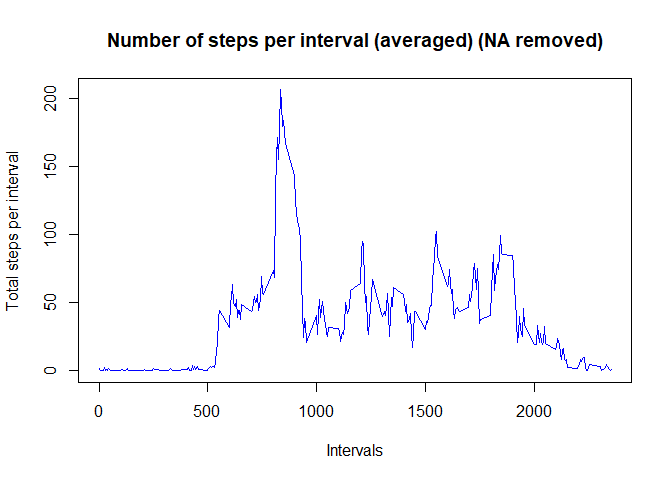 Number of steps per interval (averaged) (NA removed)
Total steps per interval
200
150
100
50
0
0 500 1000 1500 2000
Intervals